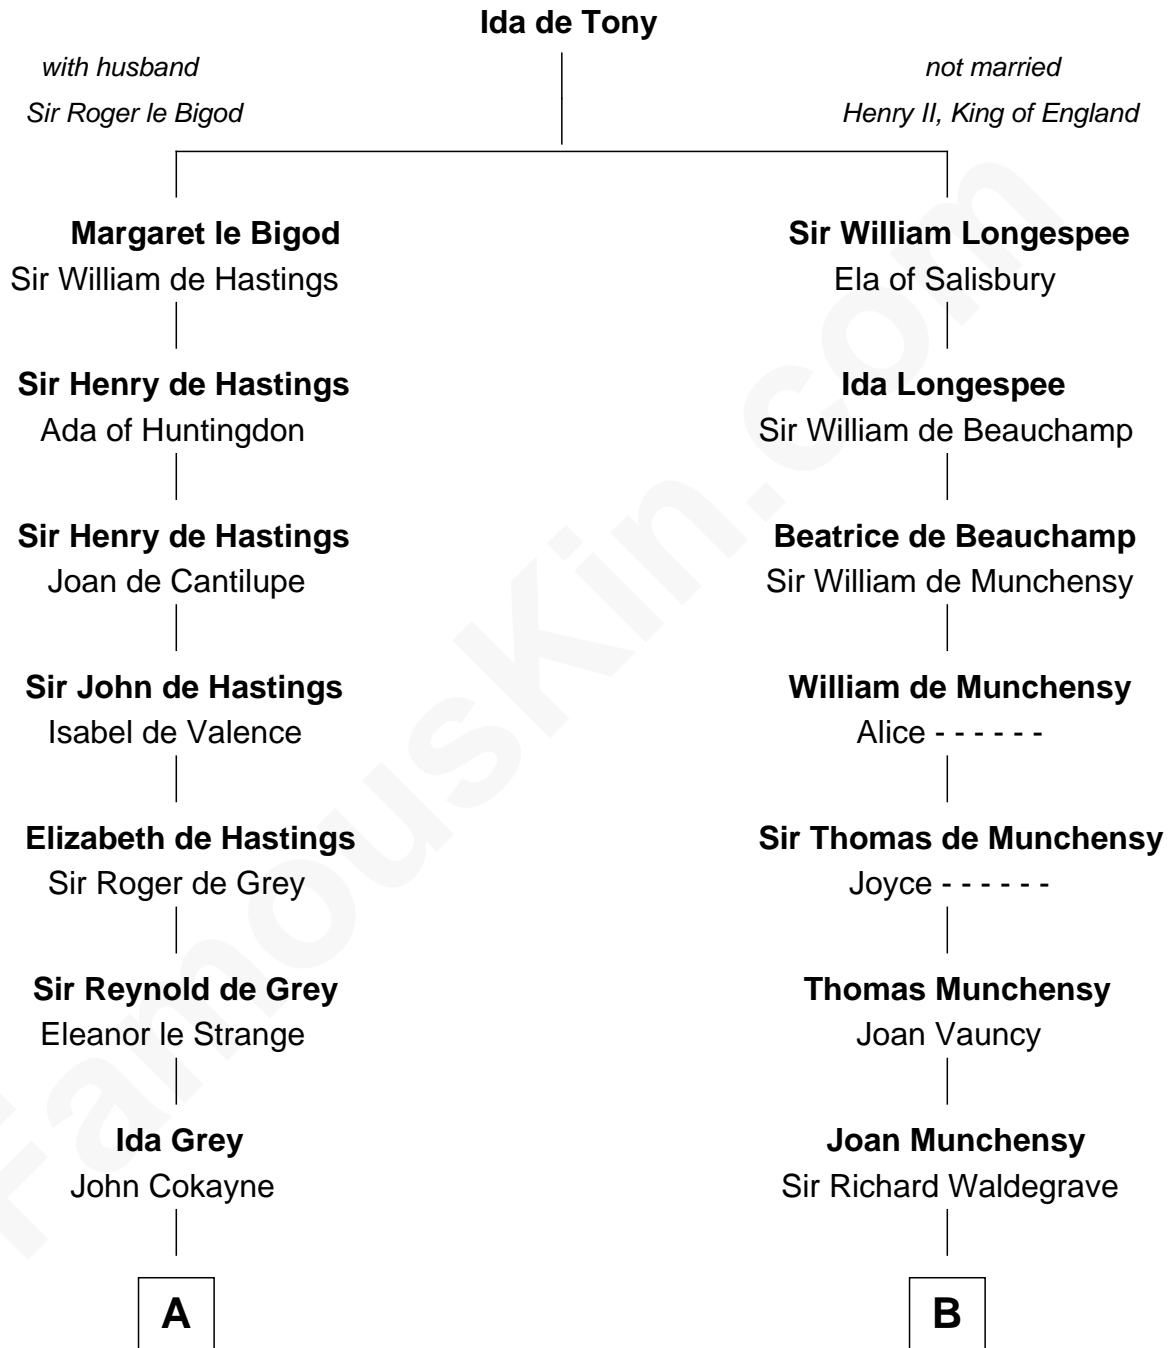 Ida de Tony
with husband
Sir Roger le Bigod
not married
Henry II, King of England
Margaret le Bigod
Sir William de Hastings
Sir William Longespee
Ela of Salisbury
Sir Henry de Hastings
Ada of Huntingdon
Ida Longespee
Sir William de Beauchamp
Sir Henry de Hastings
Joan de Cantilupe
Beatrice de Beauchamp
Sir William de Munchensy
Sir John de Hastings
Isabel de Valence
William de Munchensy
Alice - - - - - -
Elizabeth de Hastings
Sir Roger de Grey
Sir Thomas de Munchensy
Joyce - - - - - -
Sir Reynold de Grey
Eleanor le Strange
Thomas Munchensy
Joan Vauncy
Ida Grey
John Cokayne
Joan Munchensy
Sir Richard Waldegrave
A
B
FamousKin.com